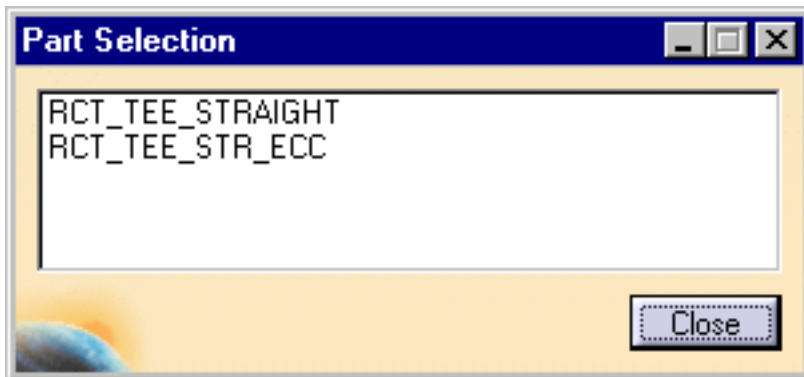 Part Selection
RCT_TEE_STRAIGHT
RCT_TEE_STR_ECC
Close